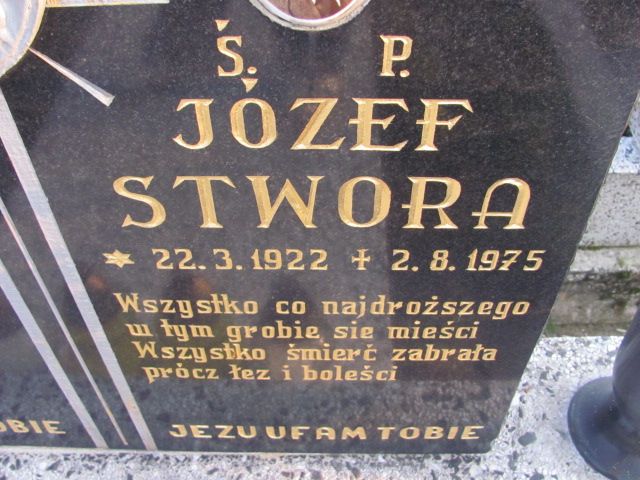 Ś. P.
JÓZEF
STWORA
22.3.1922 2.8.1975
Wszystko co najdroższego
w tym grobie się mieści
Wszystko śmierć zabrała
prócz łez i boleści
OBIE
JEZU UFAM TOBIE